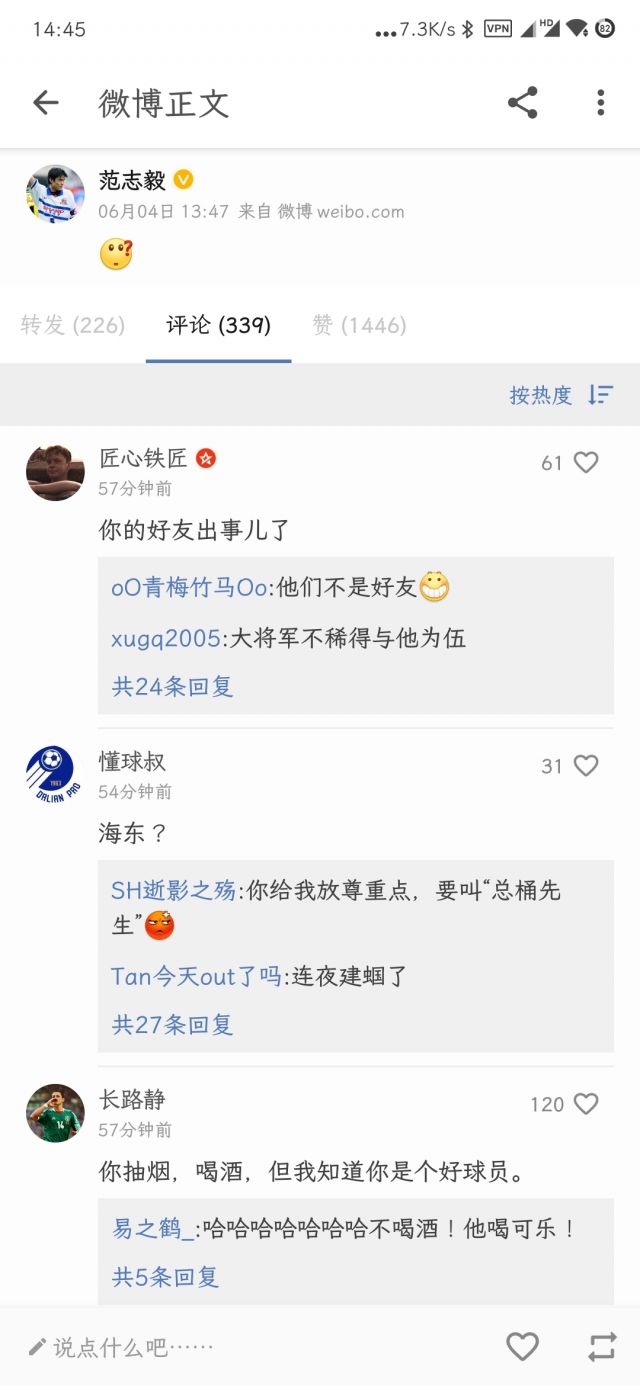 14:45
...7.3K/s VPN HD 82
微博正文
范志毅
06月04日 13:47 来自 微博 weibo.com
转发 (226) 评论 (339) 赞 (1446)
按热度
匠心铁匠
61
57分钟前
你的好友出事儿了
oO青梅竹马Oo:他们不是好友
xugq2005:大将军不稀得与他为伍
共24条回复
懂球叔
31
54分钟前
DALIAN PRO
海东？
SH逝影之殇:你给我放尊重点，要叫“总桶先
生”
Tan今天out了吗:连夜建蝈了
共27条回复
长路静
120
57分钟前
你抽烟，喝酒，但我知道你是个好球员。
易之鹤_:哈哈哈哈哈哈哈不喝酒！他喝可乐！
共5条回复
说点什么吧……